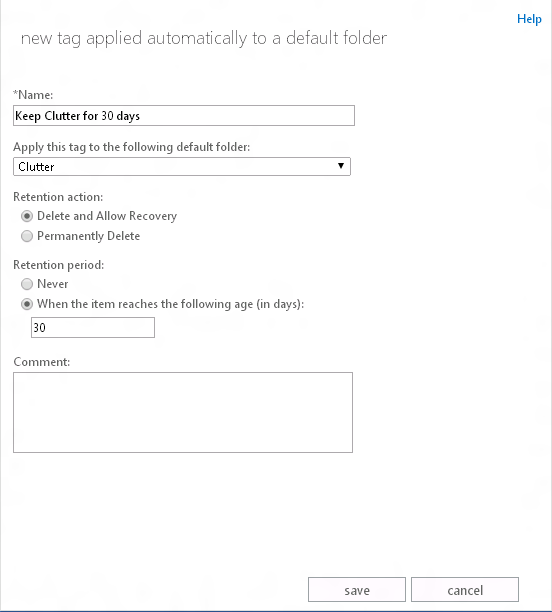 Help
new tag applied automatically to a default folder
*Name:
Keep Clutter for 30 days
Apply this tag to the following default folder:
Clutter
Retention action:
Delete and Allow Recovery
Permanently Delete
Retention period:
Never
When the item reaches the following age (in days):
30
Comment:
save cancel